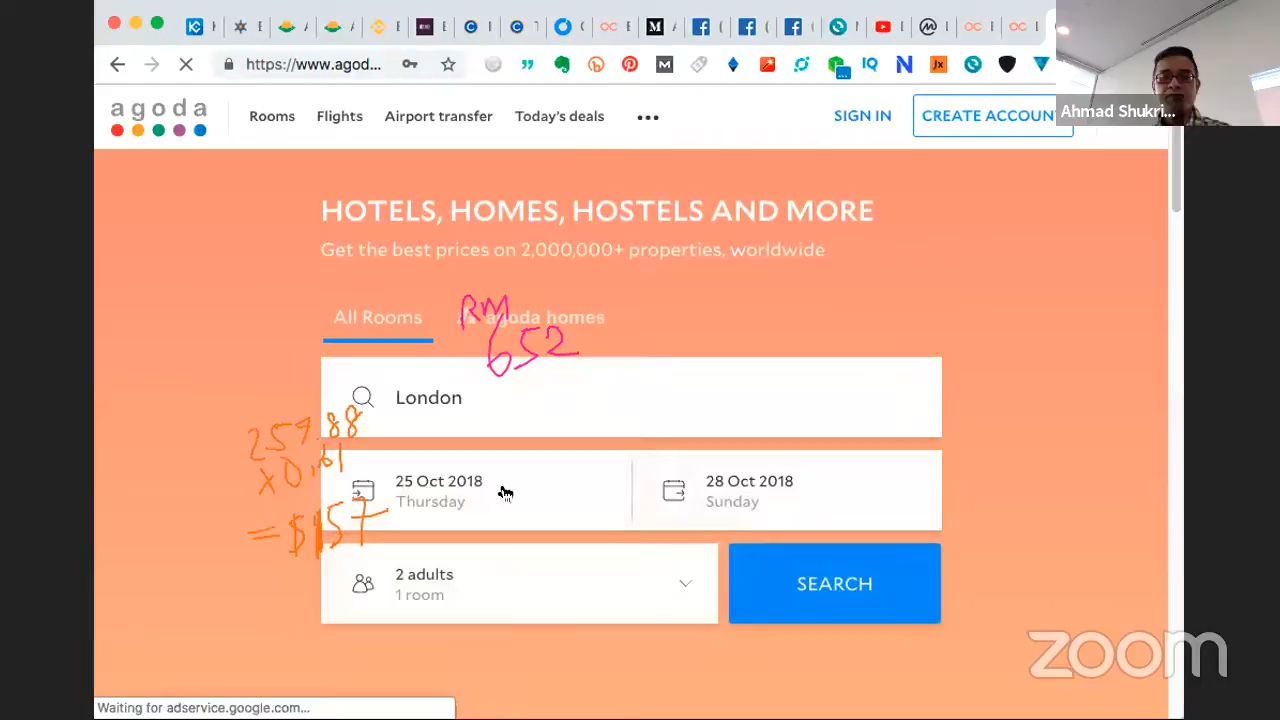 https://www.agod...
Ahmad Shukri...
agoda
Rooms
Flights
Airport transfer
Today's deals
SIGN IN
CREATE ACCOUN
HOTELS, HOMES, HOSTELS AND MORE
Get the best prices on 2,000,000+ properties, worldwide
All Rooms
agoda homes
RM
652
London
257.88
x0.61
= $157
25 Oct 2018
Thursday
28 Oct 2018
Sunday
2 adults
1 room
SEARCH
zoom
Waiting for adservice.google.com...